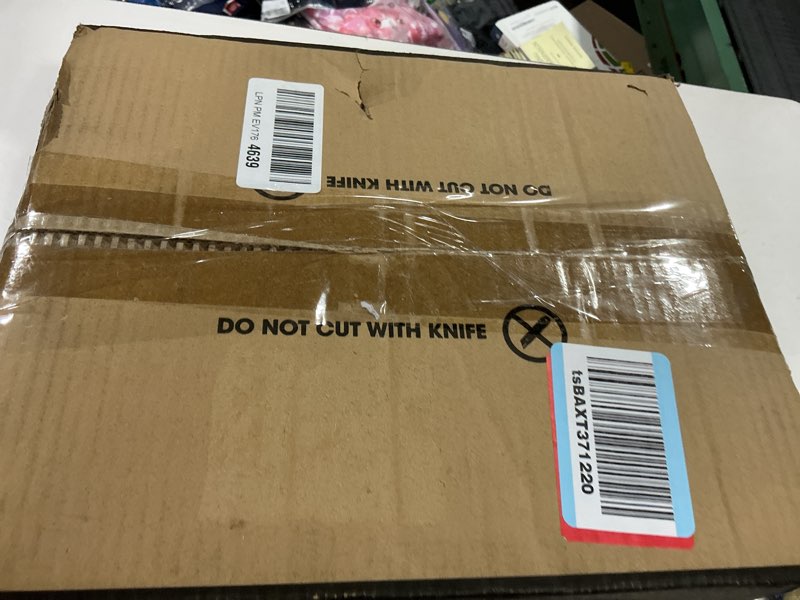 LPN PM EV176 4639
DO NOT CUT WITH KNIFE
DO NOT CUT WITH KNIFE
tsBAXT371220